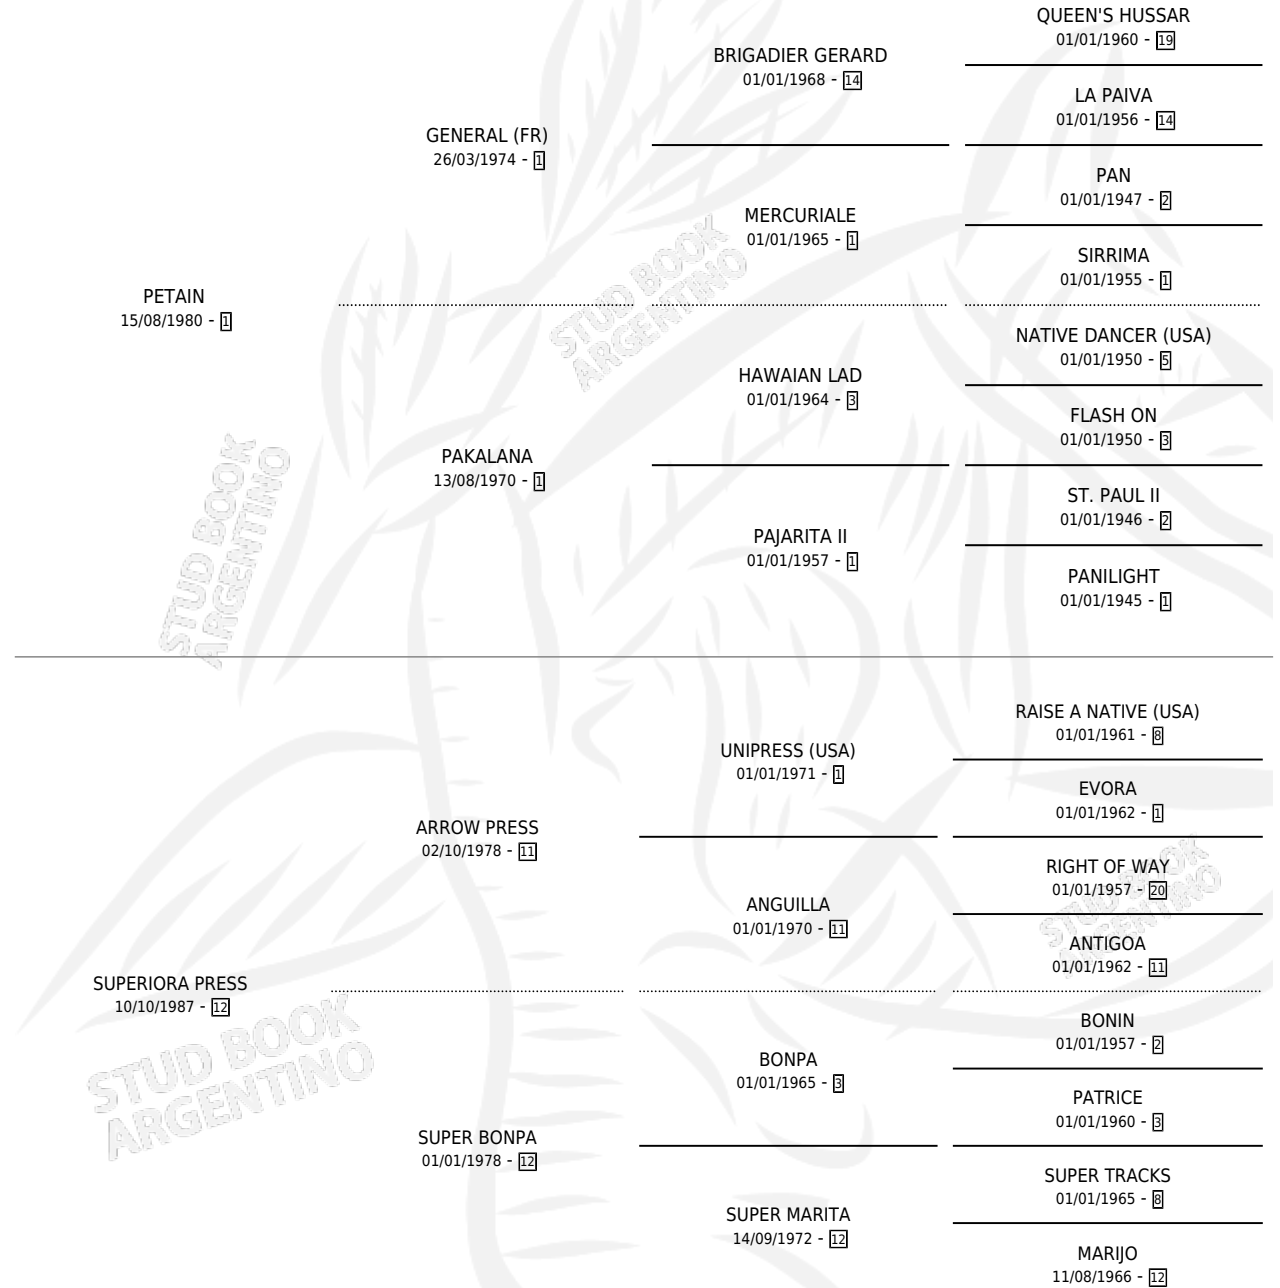 QUEEN'S HUSSAR
01/01/1960 - 19
BRIGADIER GERARD
01/01/1968 - 14
LA PAIVA
01/01/1956 - 14
GENERAL (FR)
26/03/1974 - 1
PAN
01/01/1947 - 2
MERCURIALE
01/01/1965 - 1
SIRRIMA
01/01/1955 - 1
PETAIN
15/08/1980 - 1
STUD BOOK
ARGENTINO
NATIVE DANCER (USA)
01/01/1950 - 5
HAWAIAN LAD
01/01/1964 - 3
FLASH ON
01/01/1950 - 3
PAKALANA
13/08/1970 - 1
ST. PAUL II
01/01/1946 - 2
PAJARITA II
01/01/1957 - 1
PANILIGHT
01/01/1945 - 1
STUD BOOK
ARGENTINO
RAISE A NATIVE (USA)
01/01/1961 - 8
UNIPRESS (USA)
01/01/1971 - 1
EVORA
01/01/1962 - 1
ARROW PRESS
02/10/1978 - 11
RIGHT OF WAY
01/01/1957 - 20
ANGUILLA
01/01/1970 - 11
STUD BOOK
ARGENTINO
ANTIGOA
01/01/1962 - 11
SUPERIORA PRESS
10/10/1987 - 12
BONIN
01/01/1957 - 2
BONPA
01/01/1965 - 3
STUD BOOK
ARGENTINO
PATRICE
01/01/1960 - 3
SUPER BONPA
01/01/1978 - 12
SUPER TRACKS
01/01/1965 - 8
SUPER MARITA
14/09/1972 - 12
MARIJO
11/08/1966 - 12